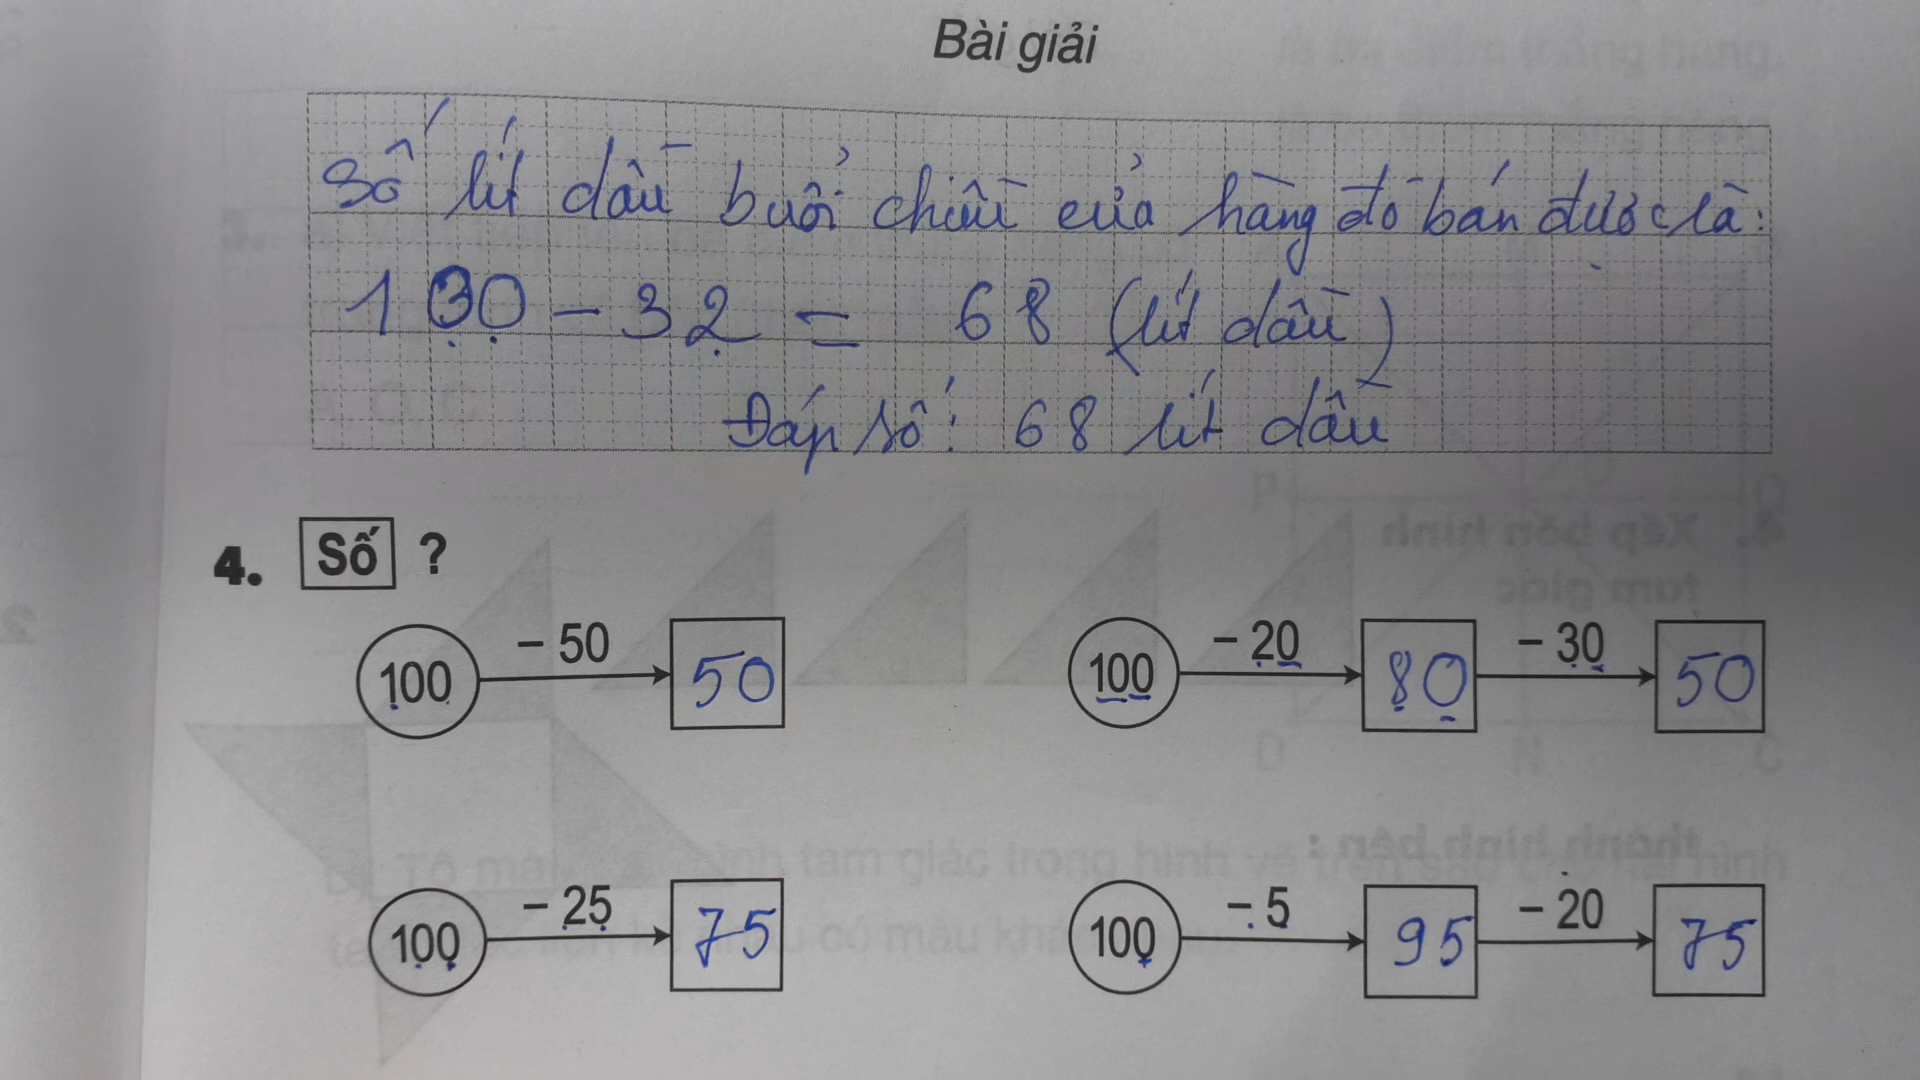 Bài giải
Số lít dầu buổi chiều cửa hàng đó bán được là:
100 - 32 = 68 (lít dầu)
Đáp số: 68 lít dầu
4. Số ?
100 - 50 50
100 - 20 80 - 30 50
100 - 25 75
100 - 5 95 - 20 75